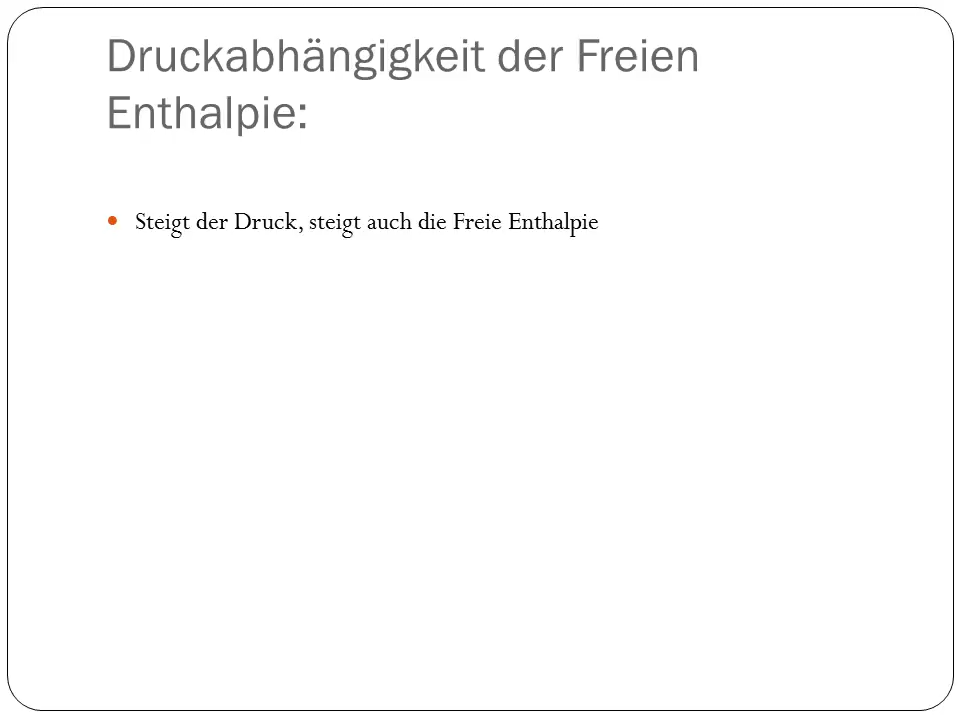 Druckabhängigkeit der Freien
Enthalpie:
Steigt der Druck, steigt auch die Freie Enthalpie